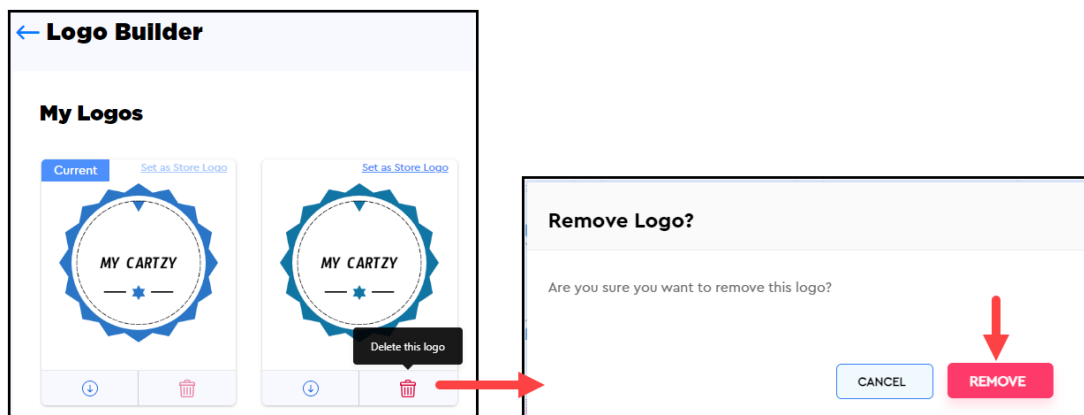 Logo Builder
My Logos
Current
Set as Store Logo
Set as Store Logo
MY CARTZY
MY CARTZY
Delete this logo
Remove Logo?
Are you sure you want to remove this logo?
CANCEL
REMOVE